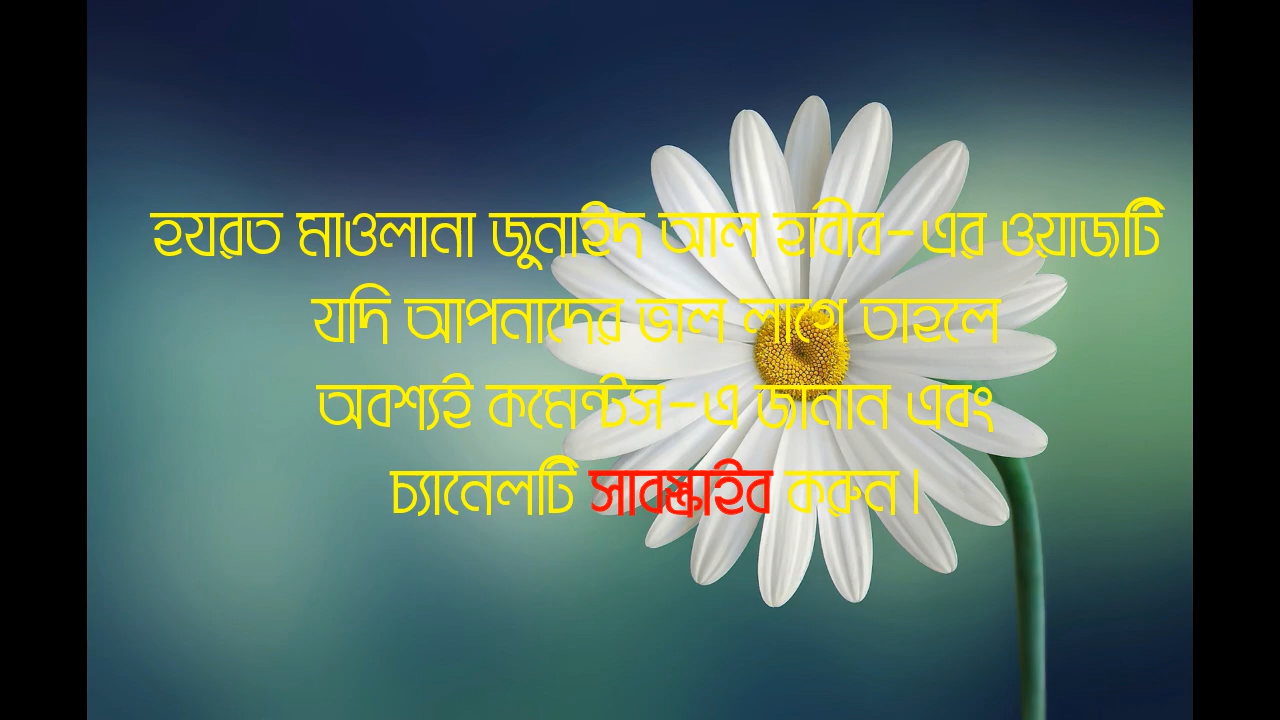 হযরত মাওলানা জুনাইদ আল হাবীব-এর ওয়াজটি
যদি আপনাদের ভাল লাগে তাহলে
অবশ্যই কমেন্টস-এ জানান এবং
চ্যানেলটি সাবস্ক্রাইব করুন।